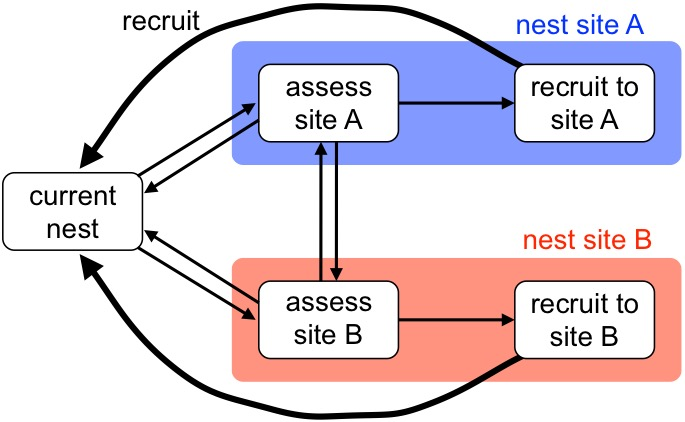 recruit
nest site A
assess
site A
recruit to
site A
current
nest
nest site B
assess
site B
recruit to
site B